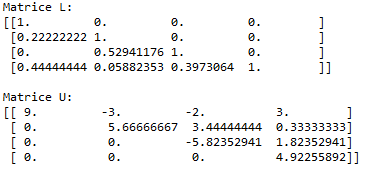 Matrice L:
[[1.         0.         0.         0.        ]
 [0.22222222 1.         0.         0.        ]
 [0.         0.52941176 1.         0.        ]
 [0.44444444 0.05882353 0.3973064  1.        ]]
Matrice U:
[[ 9.         -3.         -2.          3.        ]
 [ 0.          5.66666667  3.44444444  0.33333333]
 [ 0.          0.         -5.82352941  1.82352941]
 [ 0.          0.          0.          4.92255892]]